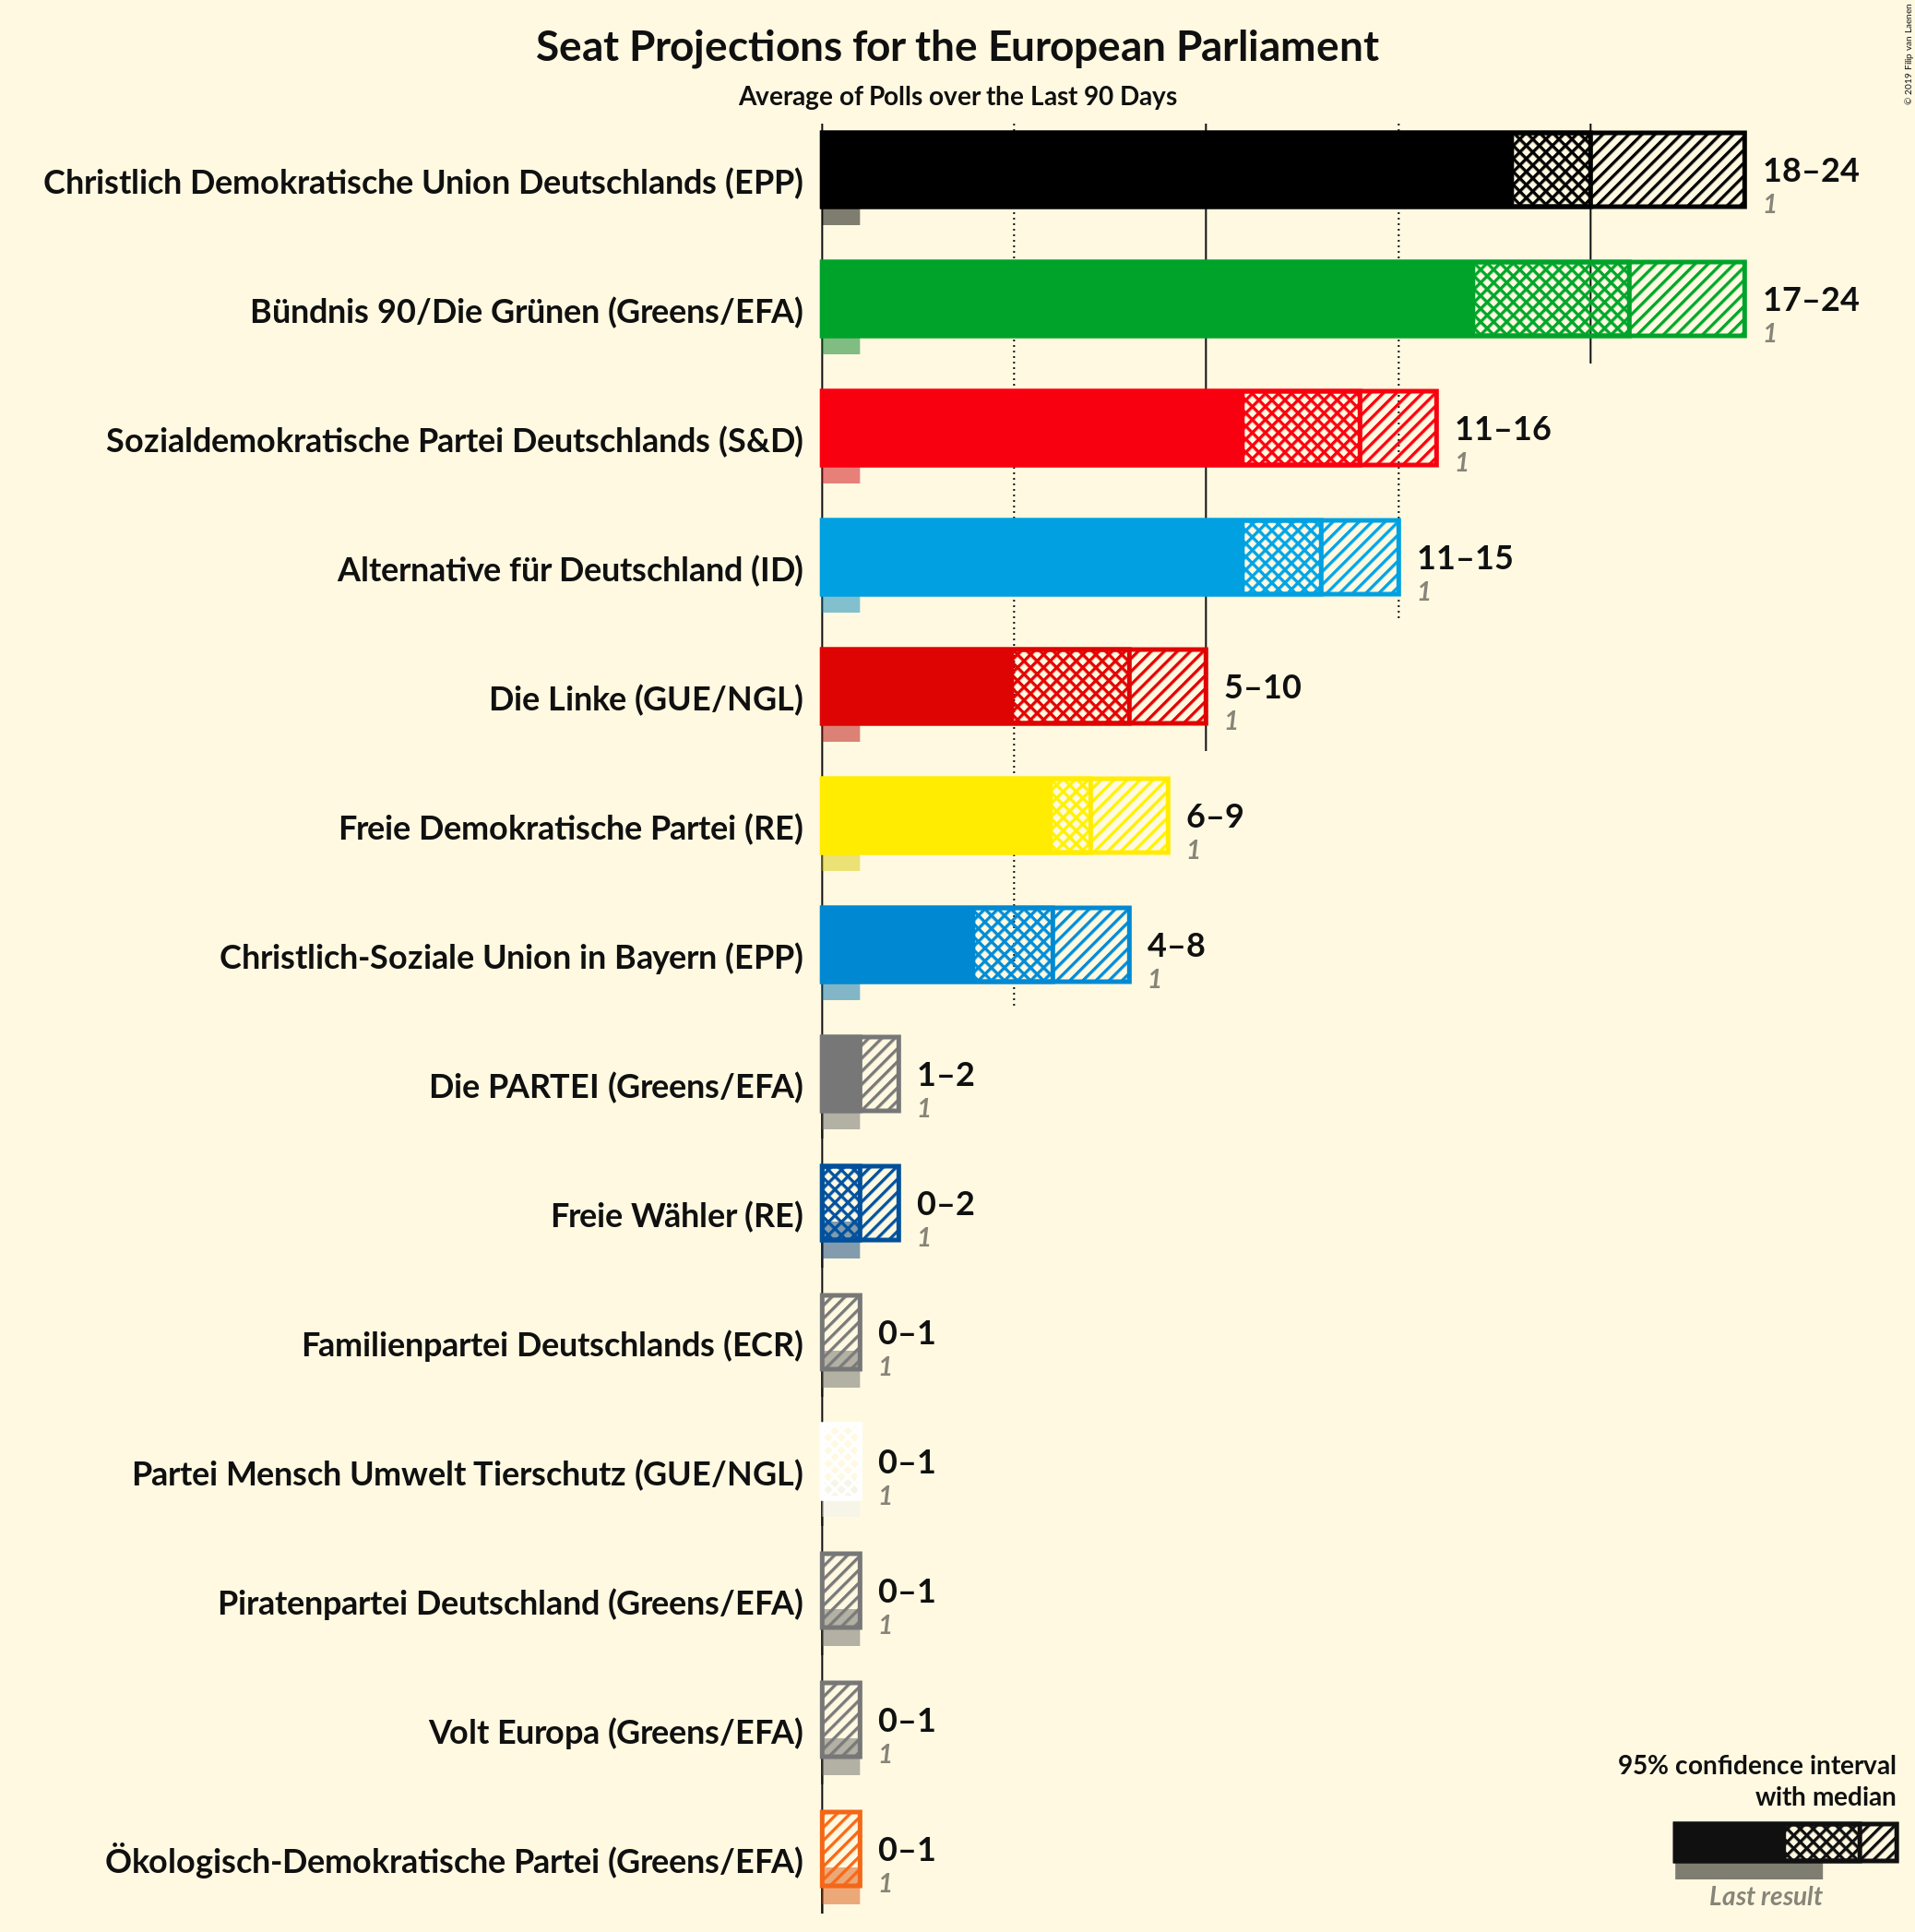 Seat Projections for the European Parliament
Average of Polls over the Last 90 Days
© 2019 Filip van Laenen
Christlich Demokratische Union Deutschlands (EPP)
18–24
1
Bündnis 90/Die Grünen (Greens/EFA)
17–24
1
Sozialdemokratische Partei Deutschlands (S&D)
11–16
1
Alternative für Deutschland (ID)
11–15
1
Die Linke (GUE/NGL)
5–10
1
Freie Demokratische Partei (RE)
6–9
1
Christlich-Soziale Union in Bayern (EPP)
4–8
1
Die PARTEI (Greens/EFA)
1–2
1
Freie Wähler (RE)
0–2
1
Familienpartei Deutschlands (ECR)
0–1
1
Partei Mensch Umwelt Tierschutz (GUE/NGL)
0–1
1
Piratenpartei Deutschland (Greens/EFA)
0–1
1
Volt Europa (Greens/EFA)
0–1
1
Ökologisch-Demokratische Partei (Greens/EFA)
0–1
1
95% confidence interval
with median
Last result